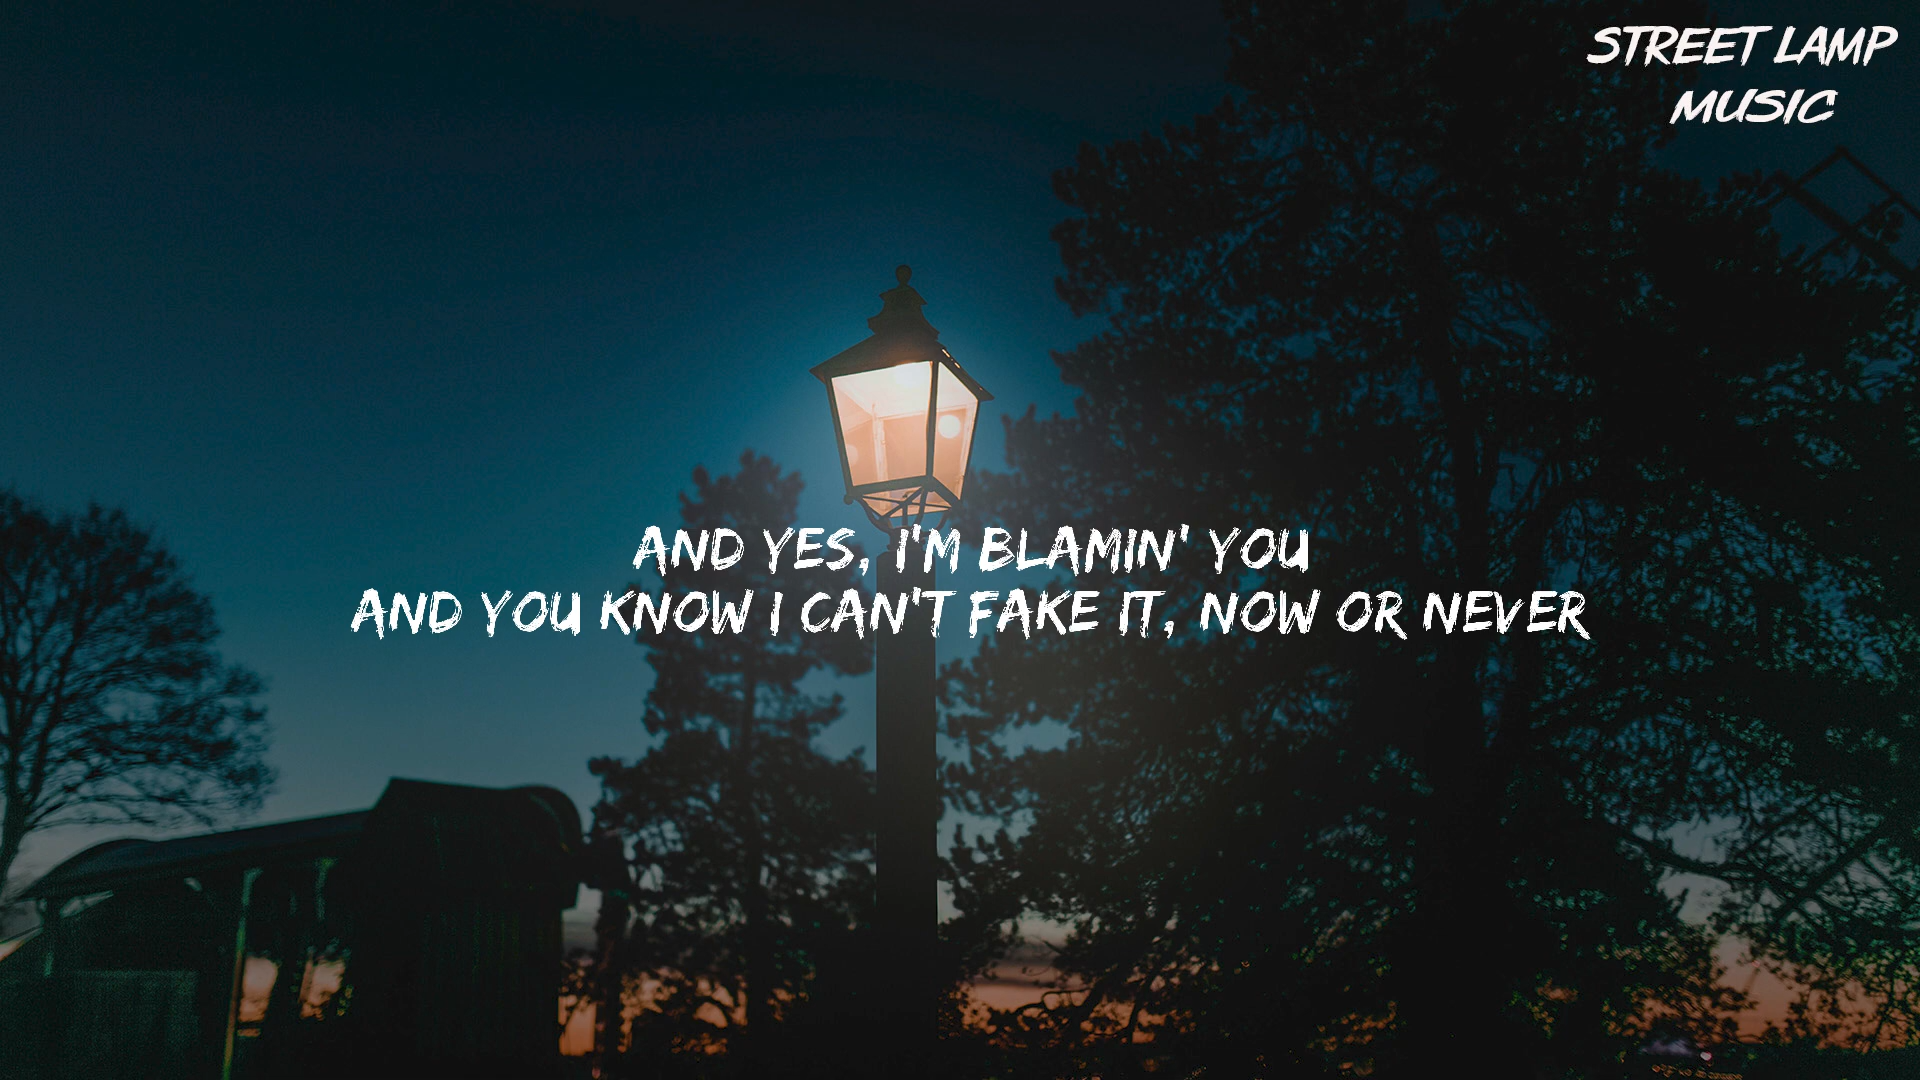 STREET LAMP
MUSIC
AND YES, I'M BLAMIN' YOU
AND YOU KNOW I CAN'T FAKE IT, NOW OR NEVER